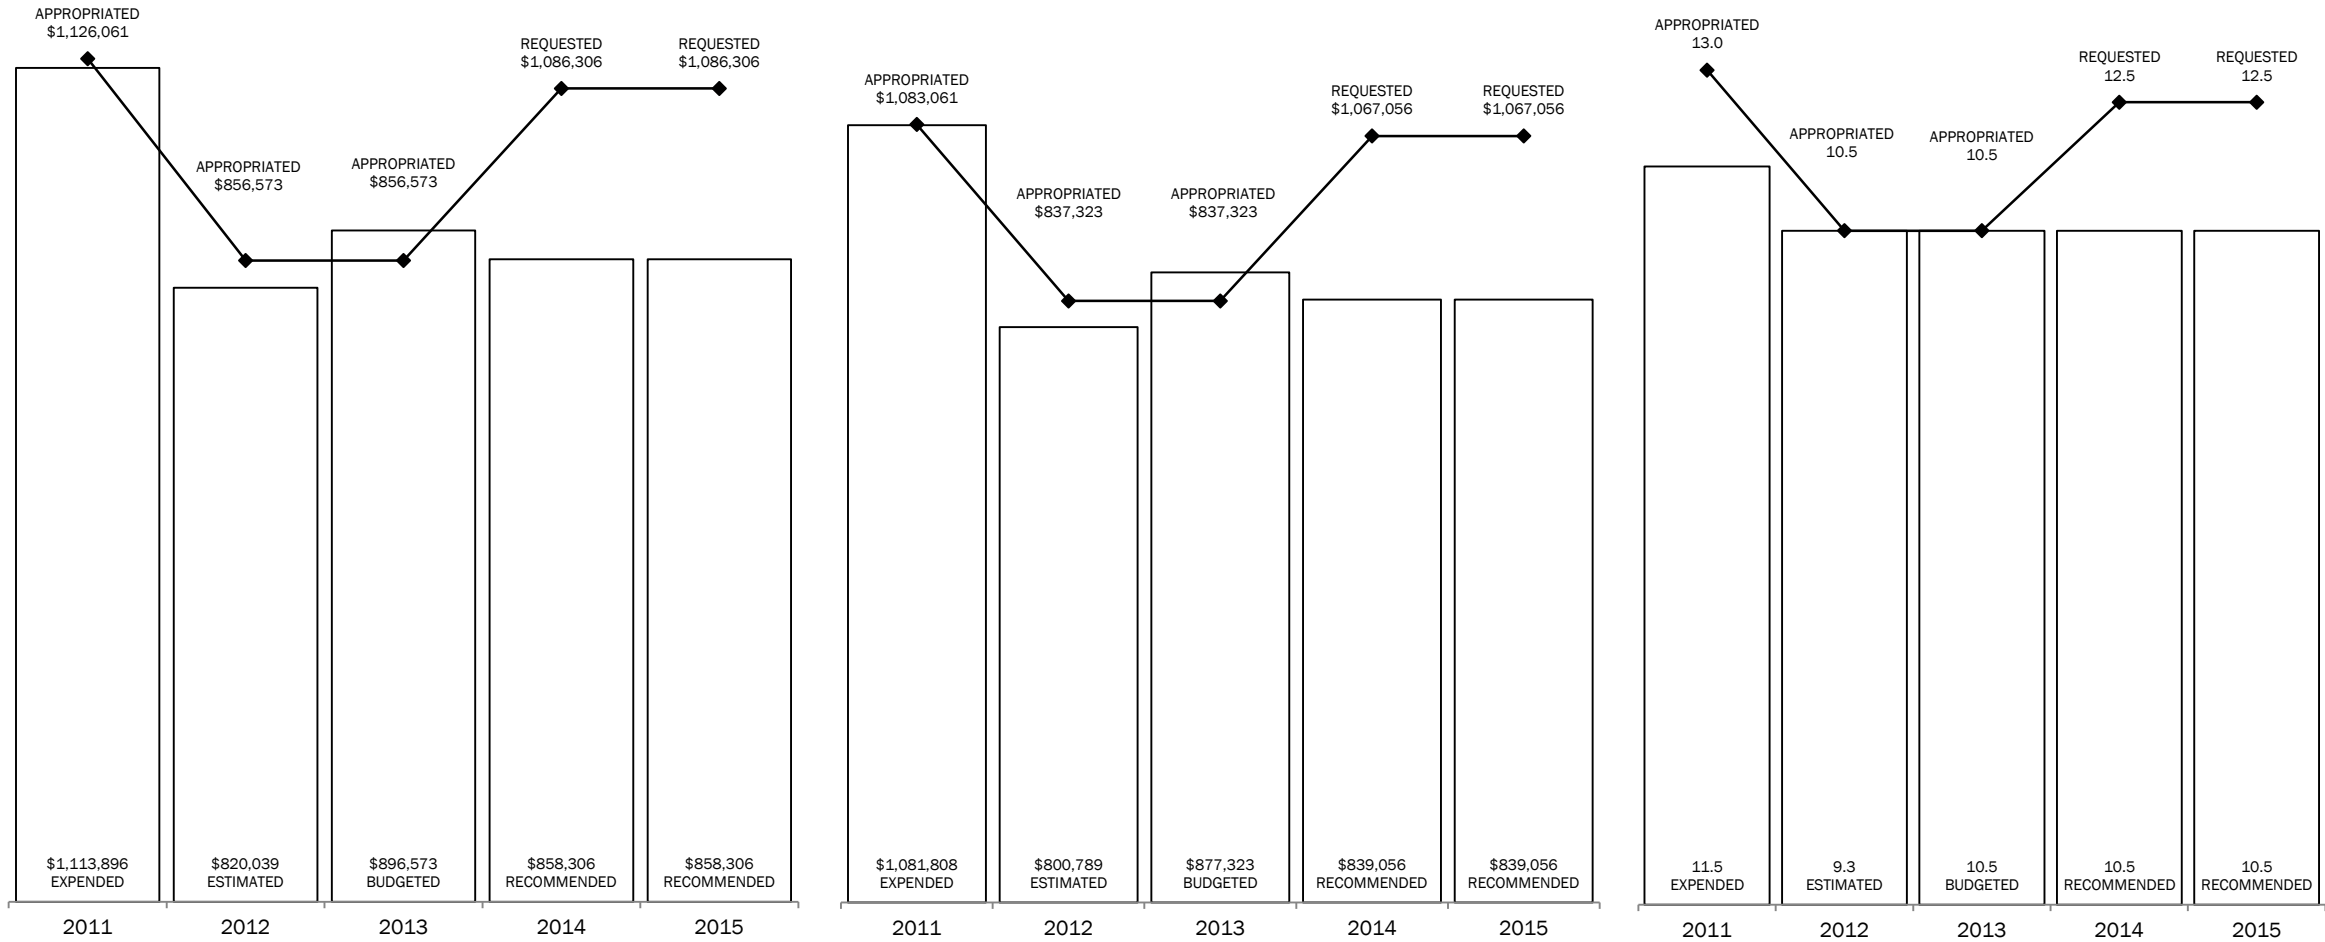 APPROPRIATED
$1,126,061
APPROPRIATED
$856,573
APPROPRIATED
$856,573
REQUESTED
$1,086,306
REQUESTED
$1,086,306
$1,113,896
EXPENDED
$820,039
ESTIMATED
$896,573
BUDGETED
$858,306
RECOMMENDED
$858,306
RECOMMENDED
2011
2012
2013
2014
2015
APPROPRIATED
$1,083,061
APPROPRIATED
$837,323
APPROPRIATED
$837,323
REQUESTED
$1,067,056
REQUESTED
$1,067,056
$1,081,808
EXPENDED
$800,789
ESTIMATED
$877,323
BUDGETED
$839,056
RECOMMENDED
$839,056
RECOMMENDED
2011
2012
2013
2014
2015
APPROPRIATED
13.0
APPROPRIATED
10.5
APPROPRIATED
10.5
REQUESTED
12.5
REQUESTED
12.5
11.5
EXPENDED
9.3
ESTIMATED
10.5
BUDGETED
10.5
RECOMMENDED
10.5
RECOMMENDED
2011
2012
2013
2014
2015